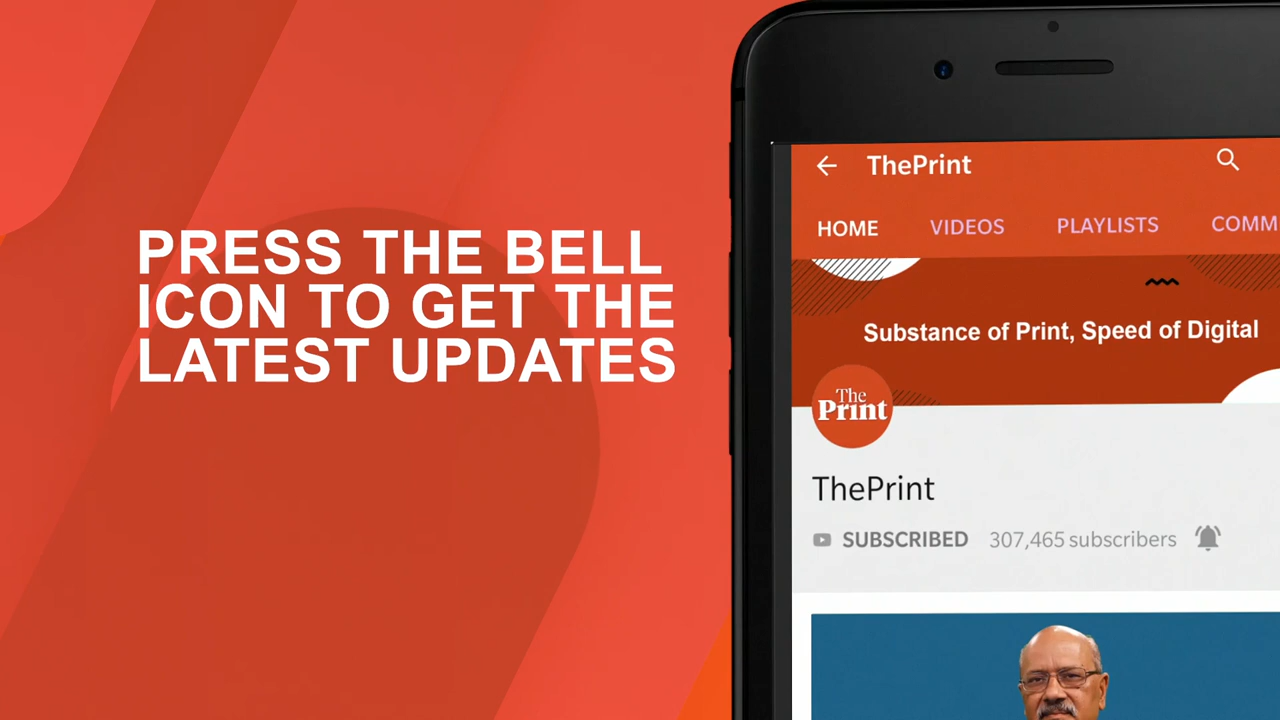 PRESS THE BELL
ICON TO GET THE
LATEST UPDATES
ThePrint
HOME VIDEOS PLAYLISTS COMM
Substance of Print, Speed of Digital
The
Print
ThePrint
SUBSCRIBED 307,465 subscribers